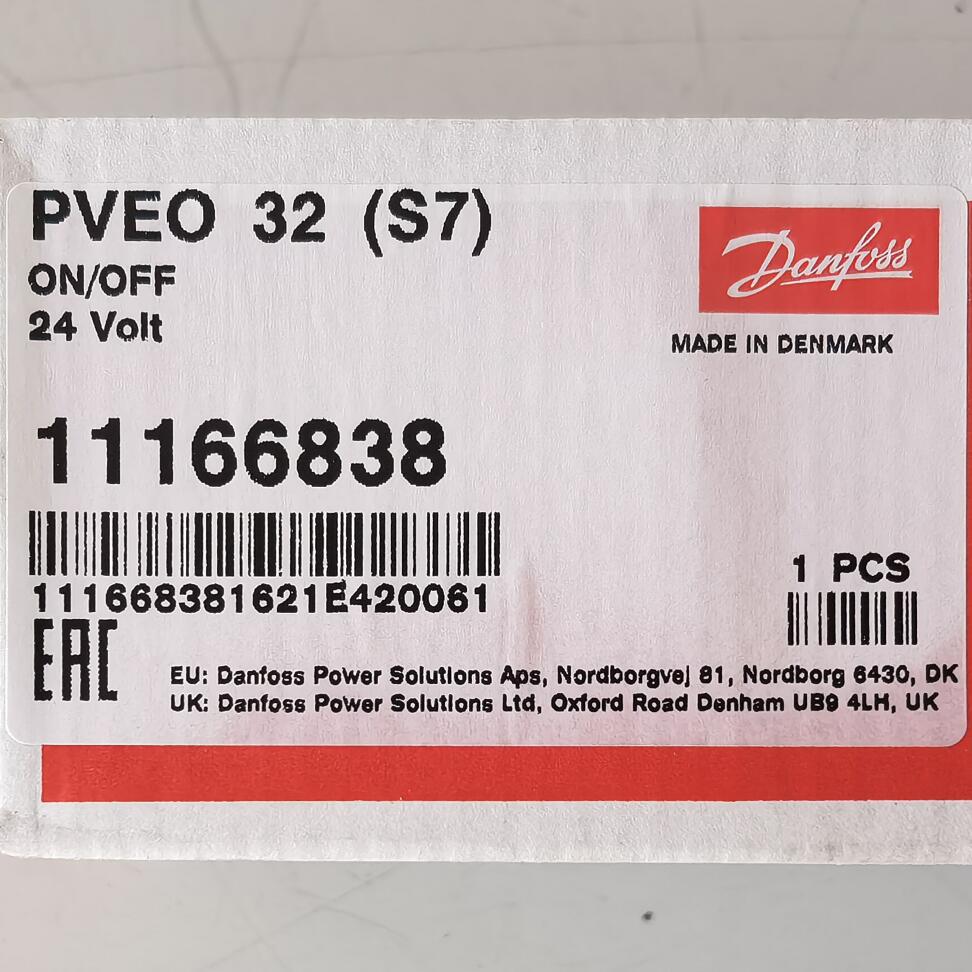 PVEO 32 (S7)
ON/OFF
24 Volt
Danfoss
MADE IN DENMARK
11166838
111668381621E420061
1 PCS
EAC
EU: Danfoss Power Solutions Aps, Nordborgvej 81, Nordborg 6430, DK
UK: Danfoss Power Solutions Ltd, Oxford Road Denham UB9 4LH, UK